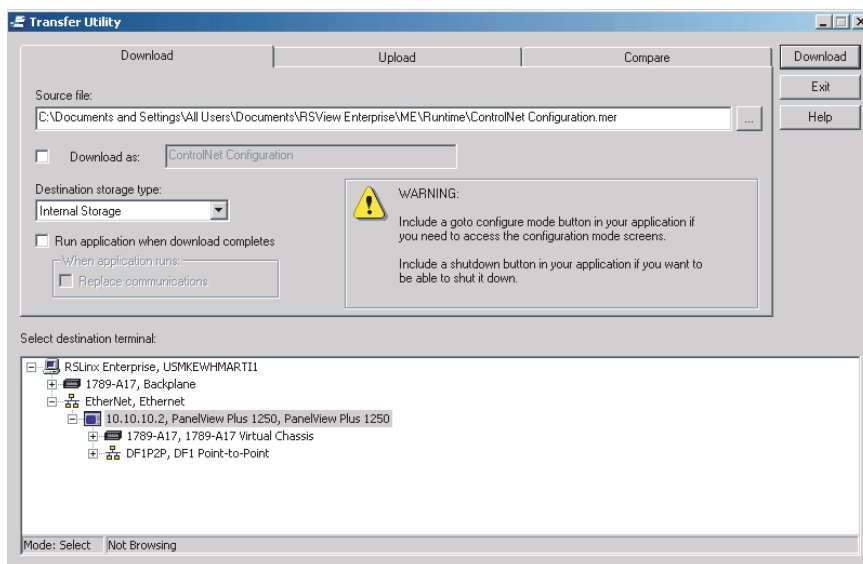 Transfer Utility
Download
Upload
Compare
Download
Exit
Help
Source file:
C:\Documents and Settings\All Users\Documents\RSView Enterprise\ME\Runtime\ControlNet Configuration.mer
...
Download as:
ControlNet Configuration
Destination storage type:
Internal Storage
Run application when download completes
When application runs:
Replace communications
WARNING:
Include a goto configure mode button in your application if
you need to access the configuration mode screens.
Include a shutdown button in your application if you want to
be able to shut it down.
Select destination terminal:
RSLinx Enterprise, USMKEWHMARTI1
1789-A17, Backplane
EtherNet, Ethernet
10.10.10.2, PanelView Plus 1250, PanelView Plus 1250
1789-A17, 1789-A17 Virtual Chassis
DF1P2P, DF1 Point-to-Point
Mode: Select Not Browsing